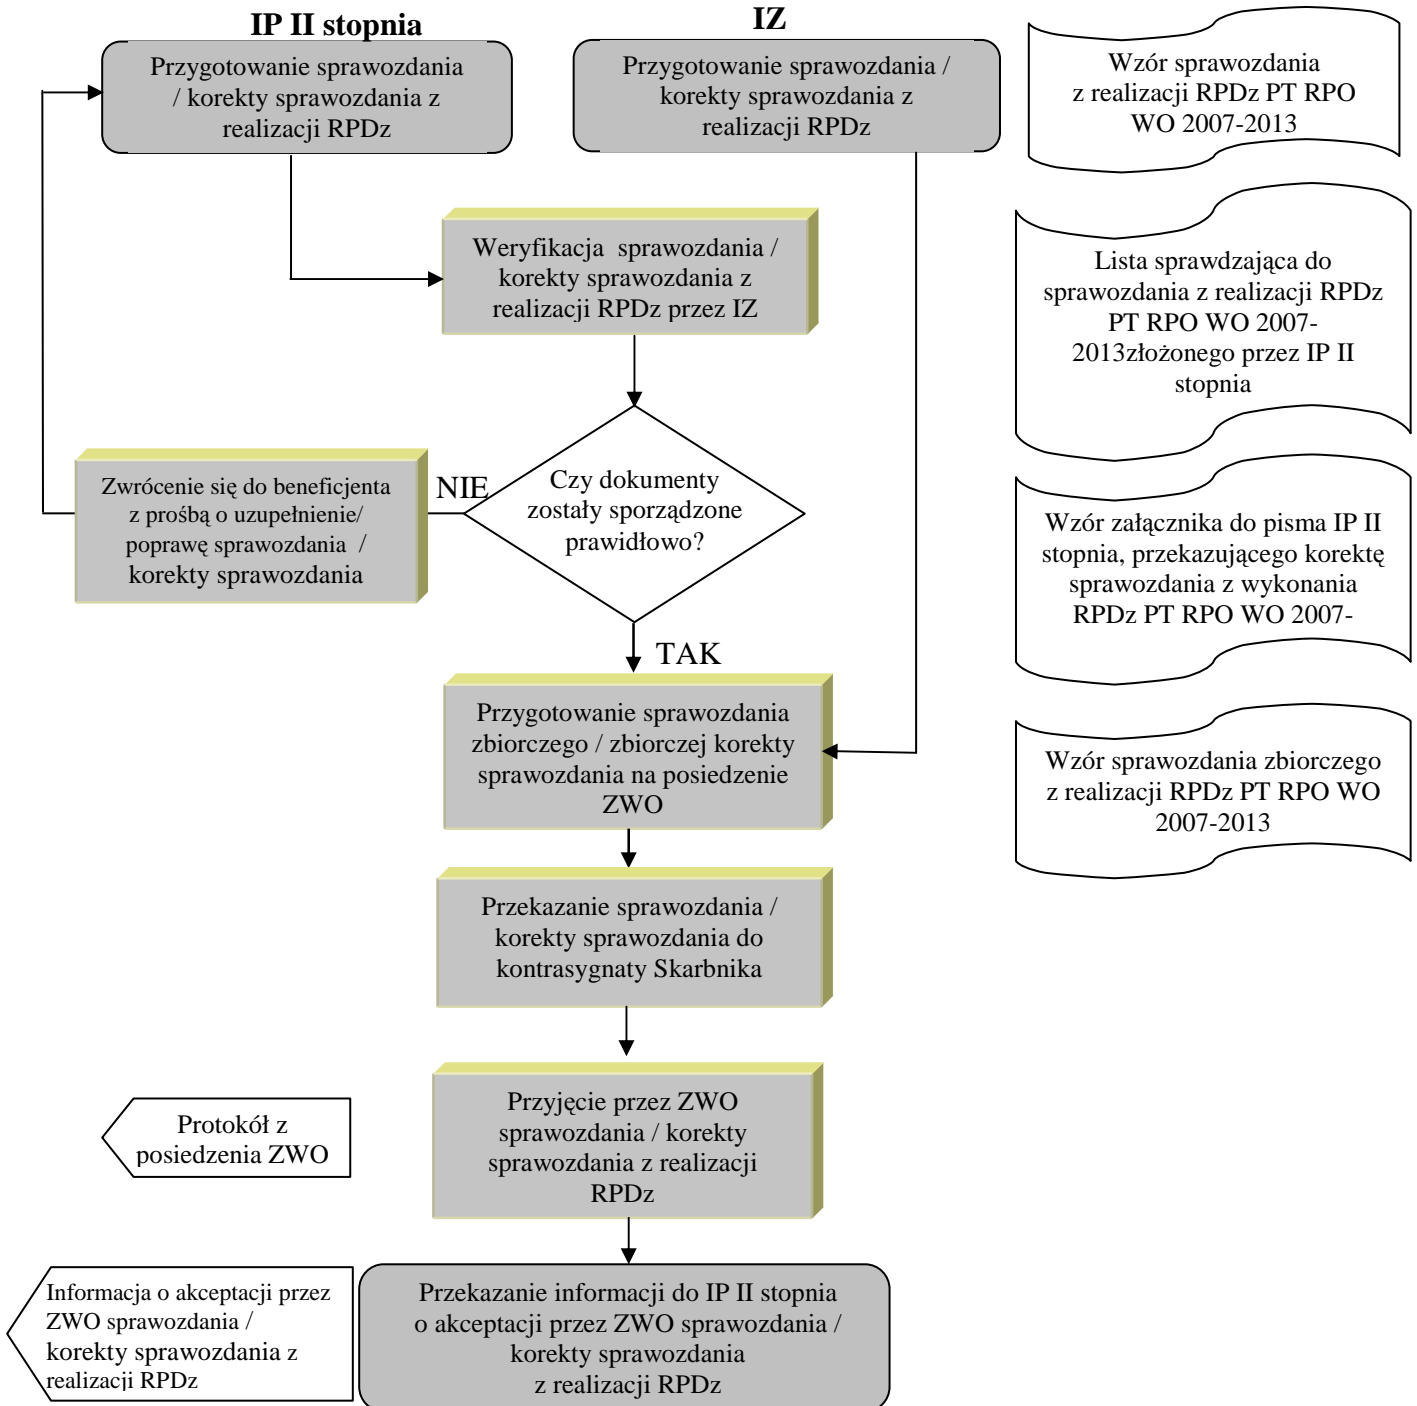 IP II stopnia
IZ
Przygotowanie sprawozdania
/ korekty sprawozdania z
realizacji RPDz
Przygotowanie sprawozdania /
korekty sprawozdania z
realizacji RPDz
Wzór sprawozdania
z realizacji RPDz PT RPO
WO 2007-2013
Weryfikacja sprawozdania /
korekty sprawozdania z
realizacji RPDz przez IZ
Lista sprawdzająca do
sprawozdania z realizacji RPDz
PT RPO WO 2007-
2013złożonego przez IP II
stopnia
Zwrócenie się do beneficjenta
z prośbą o uzupełnienie/
poprawę sprawozdania /
korekty sprawozdania
NIE
Czy dokumenty
zostały sporządzone
prawidłowo?
Wzór załącznika do pisma IP II
stopnia, przekazującego korektę
sprawozdania z wykonania
RPDz PT RPO WO 2007-
TAK
Przygotowanie sprawozdania
zbiorczego / zbiorczej korekty
sprawozdania na posiedzenie
ZWO
Wzór sprawozdania zbiorczego
z realizacji RPDz PT RPO WO
2007-2013
Przekazanie sprawozdania /
korekty sprawozdania do
kontrasygnaty Skarbnika
Protokół z
posiedzenia ZWO
Przyjęcie przez ZWO
sprawozdania / korekty
sprawozdania z realizacji
RPDz
Informacja o akceptacji przez
ZWO sprawozdania /
korekty sprawozdania z
realizacji RPDz
Przekazanie informacji do IP II stopnia
o akceptacji przez ZWO sprawozdania /
korekty sprawozdania
z realizacji RPDz